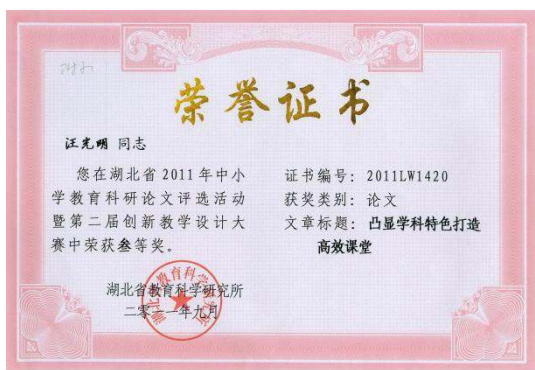 荣誉证书
汪光明 同志
您在湖北省2011年中小
学教育科研论文评选活动
暨第二届创新教学设计大
赛中荣获叁等奖。
证书编号：2011LW1420
获奖类别：论文
文章标题：凸显学科特色打造
高效课堂
湖北省教育科学研究所
二零一一年九月